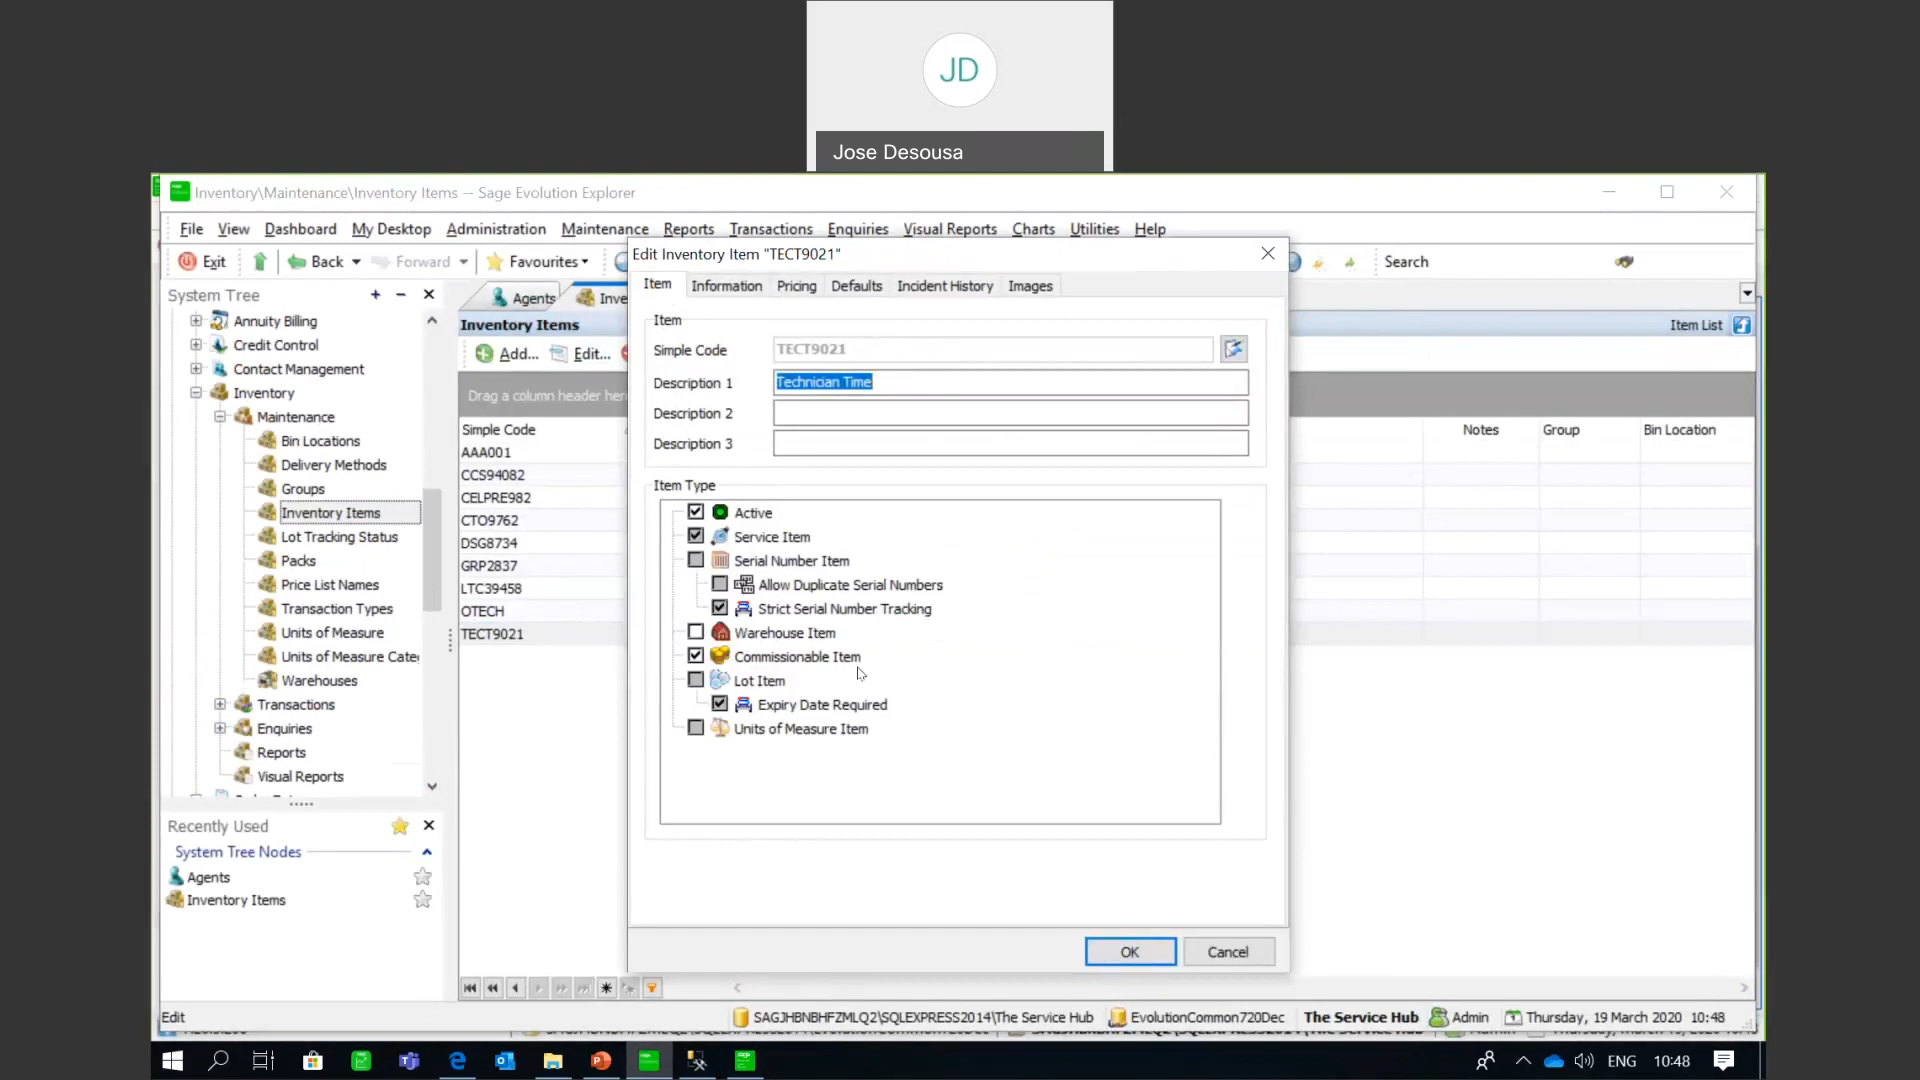 JD
Jose Desousa
Inventory\Maintenance\Inventory Items -- Sage Evolution Explorer
File View Dashboard My Desktop Administration Maintenance Reports Transactions Enquiries Visual Reports Charts Utilities Help
Exit Back Forward Favourites Search
Edit Inventory Item "TECT9021"
Item Information Pricing Defaults Incident History Images
System Tree
Annuity Billing
Credit Control
Contact Management
Inventory
Maintenance
Bin Locations
Delivery Methods
Groups
Inventory Items
Lot Tracking Status
Packs
Price List Names
Transaction Types
Units of Measure
Units of Measure Cate
Warehouses
Transactions
Enquiries
Reports
Visual Reports
Recently Used
System Tree Nodes
Agents
Inventory Items
Agents Inve
Inventory Items
Item List
Add... Edit...
Drag a column header her
Simple Code
AAA001
CCS94082
CELPRE982
CTO9762
DSG8734
GRP2837
LTC39458
OTECH
TECT9021
Notes Group Bin Location
Item
Simple Code TECT9021
Description 1 Technician Time
Description 2
Description 3
Item Type
Active
Service Item
Serial Number Item
Allow Duplicate Serial Numbers
Strict Serial Number Tracking
Warehouse Item
Commissionable Item
Lot Item
Expiry Date Required
Units of Measure Item
OK Cancel
Edit SAGJHBNBHFZMLQ2\SQLEXPRESS2014\The Service Hub EvolutionCommon720Dec The Service Hub Admin Thursday, 19 March 2020 10:48
ENG 10:48